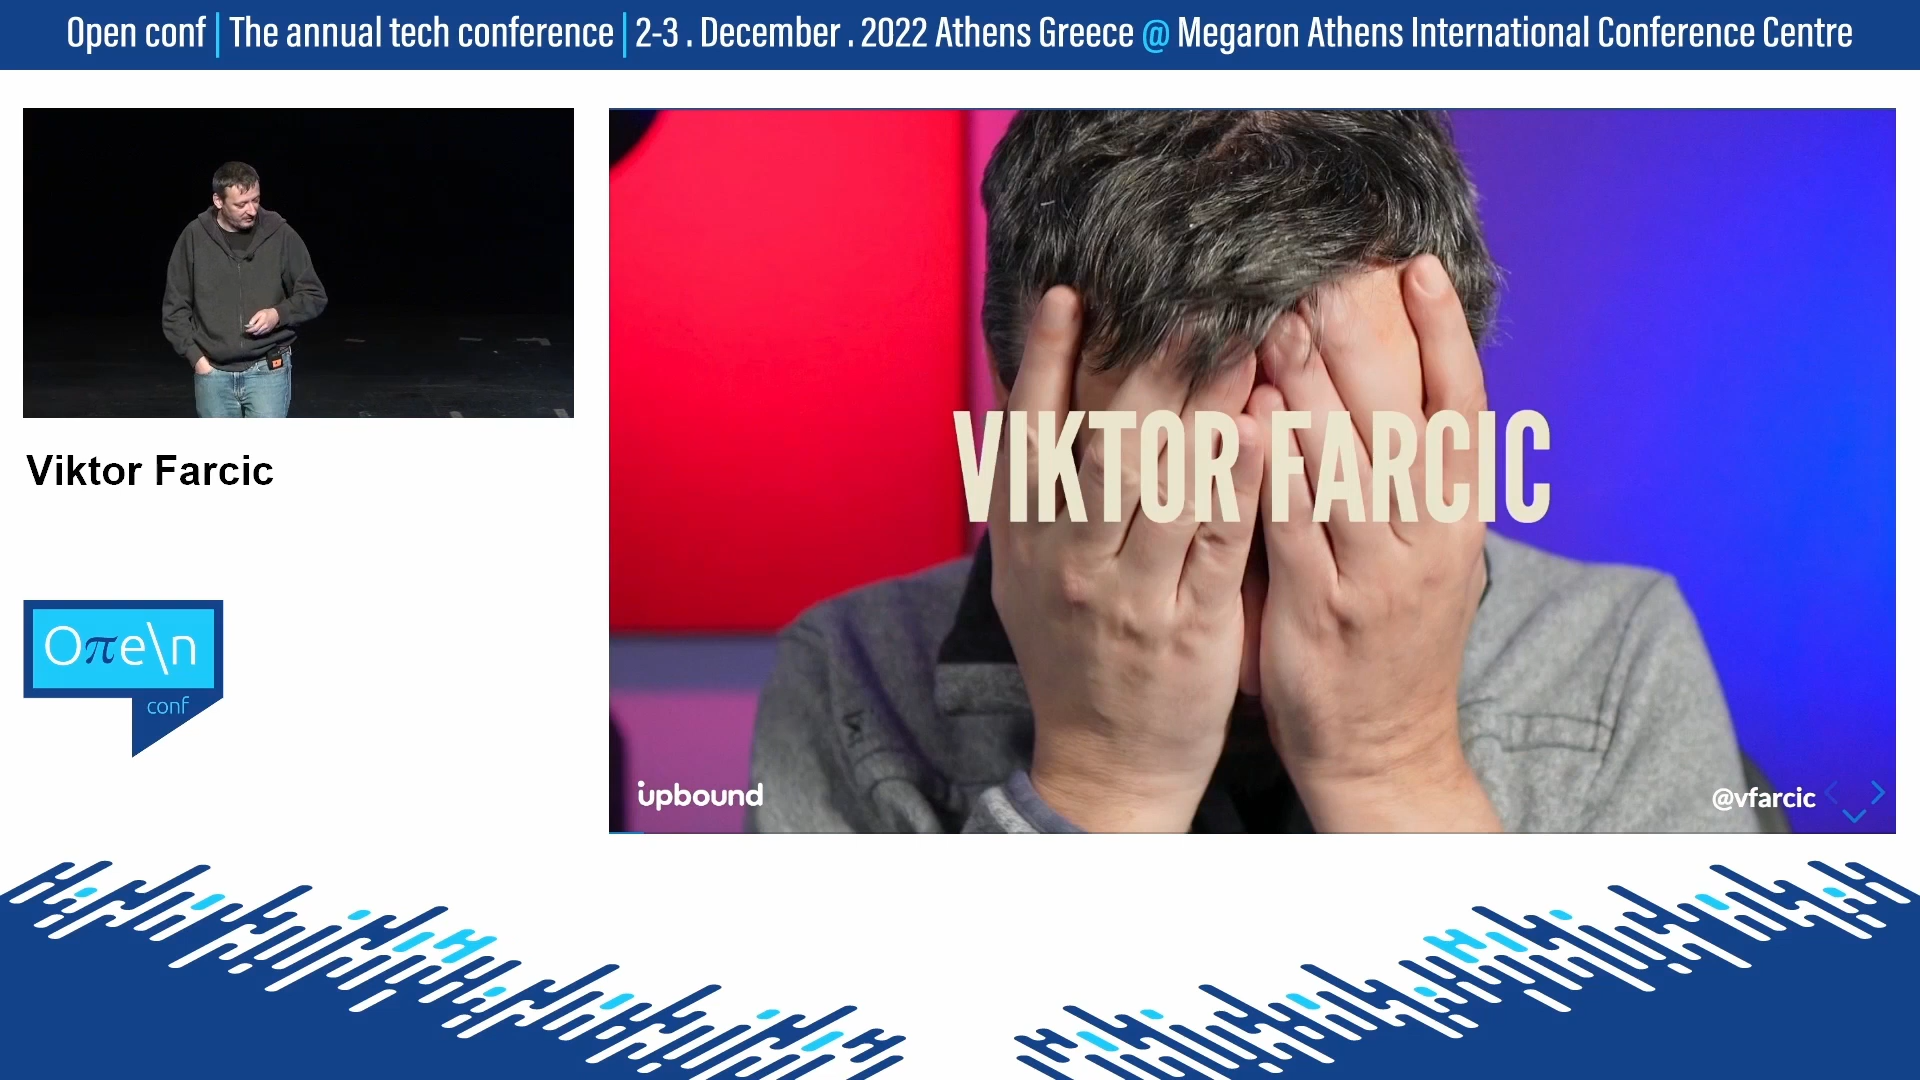 Open conf | The annual tech conference | 2-3 . December . 2022 Athens Greece @ Megaron Athens International Conference Centre
VIKTOR FARCIC
Viktor Farcic
Oπe\n
conf
upbound
@vfarcic